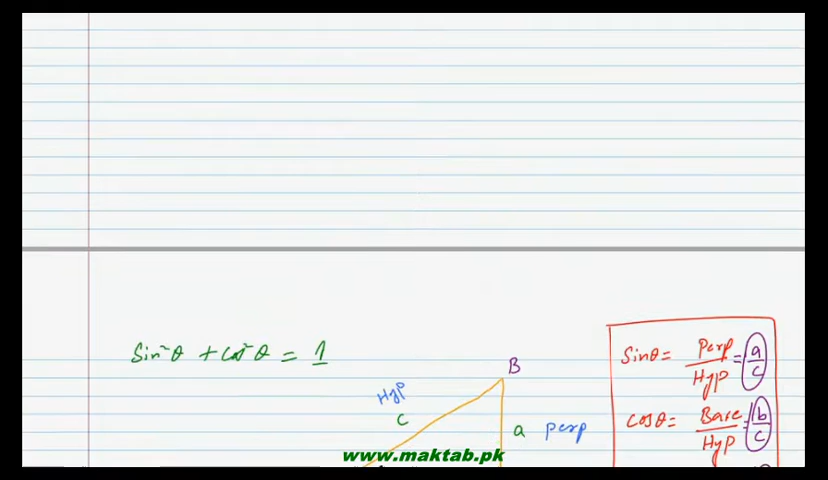 Sin²θ + Cos²θ = 1
B
Hyp
C
a perp
Sinθ = Perp/Hyp = a/c
Cosθ = Base/Hyp = b/c
www.maktab.pk